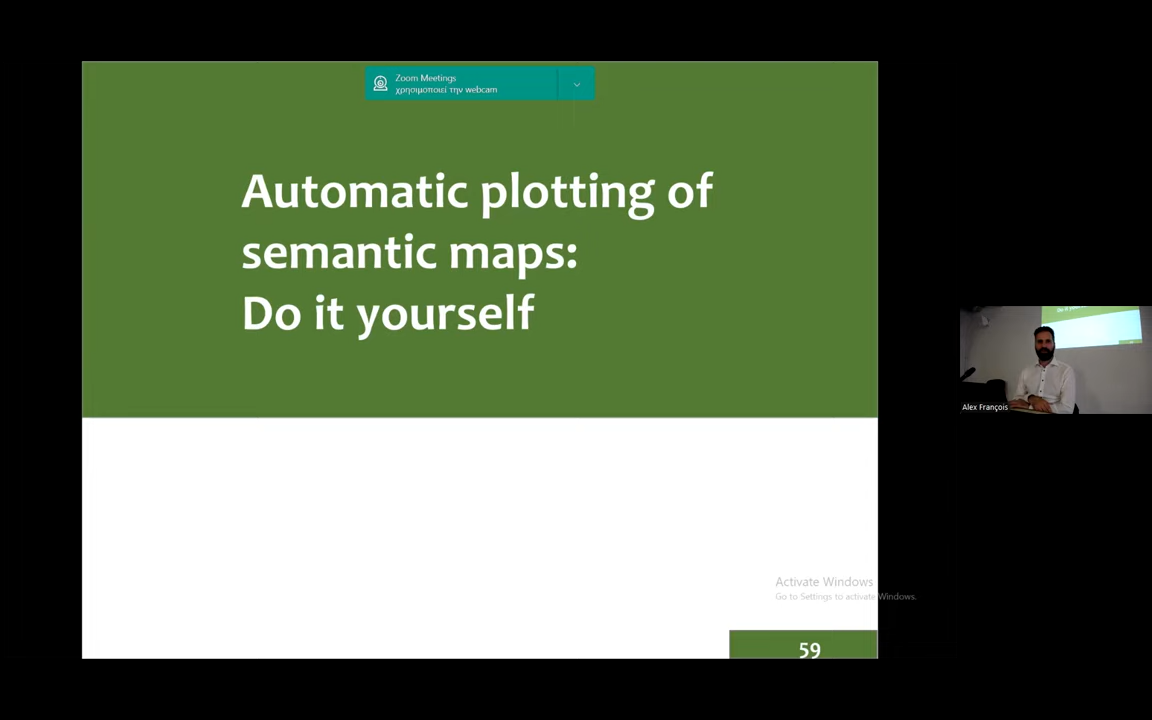 Zoom Meetings
χρησιμοποιεί την webcam
Automatic plotting of
semantic maps:
Do it yourself
Alex François
Activate Windows
Go to Settings to activate Windows.
59